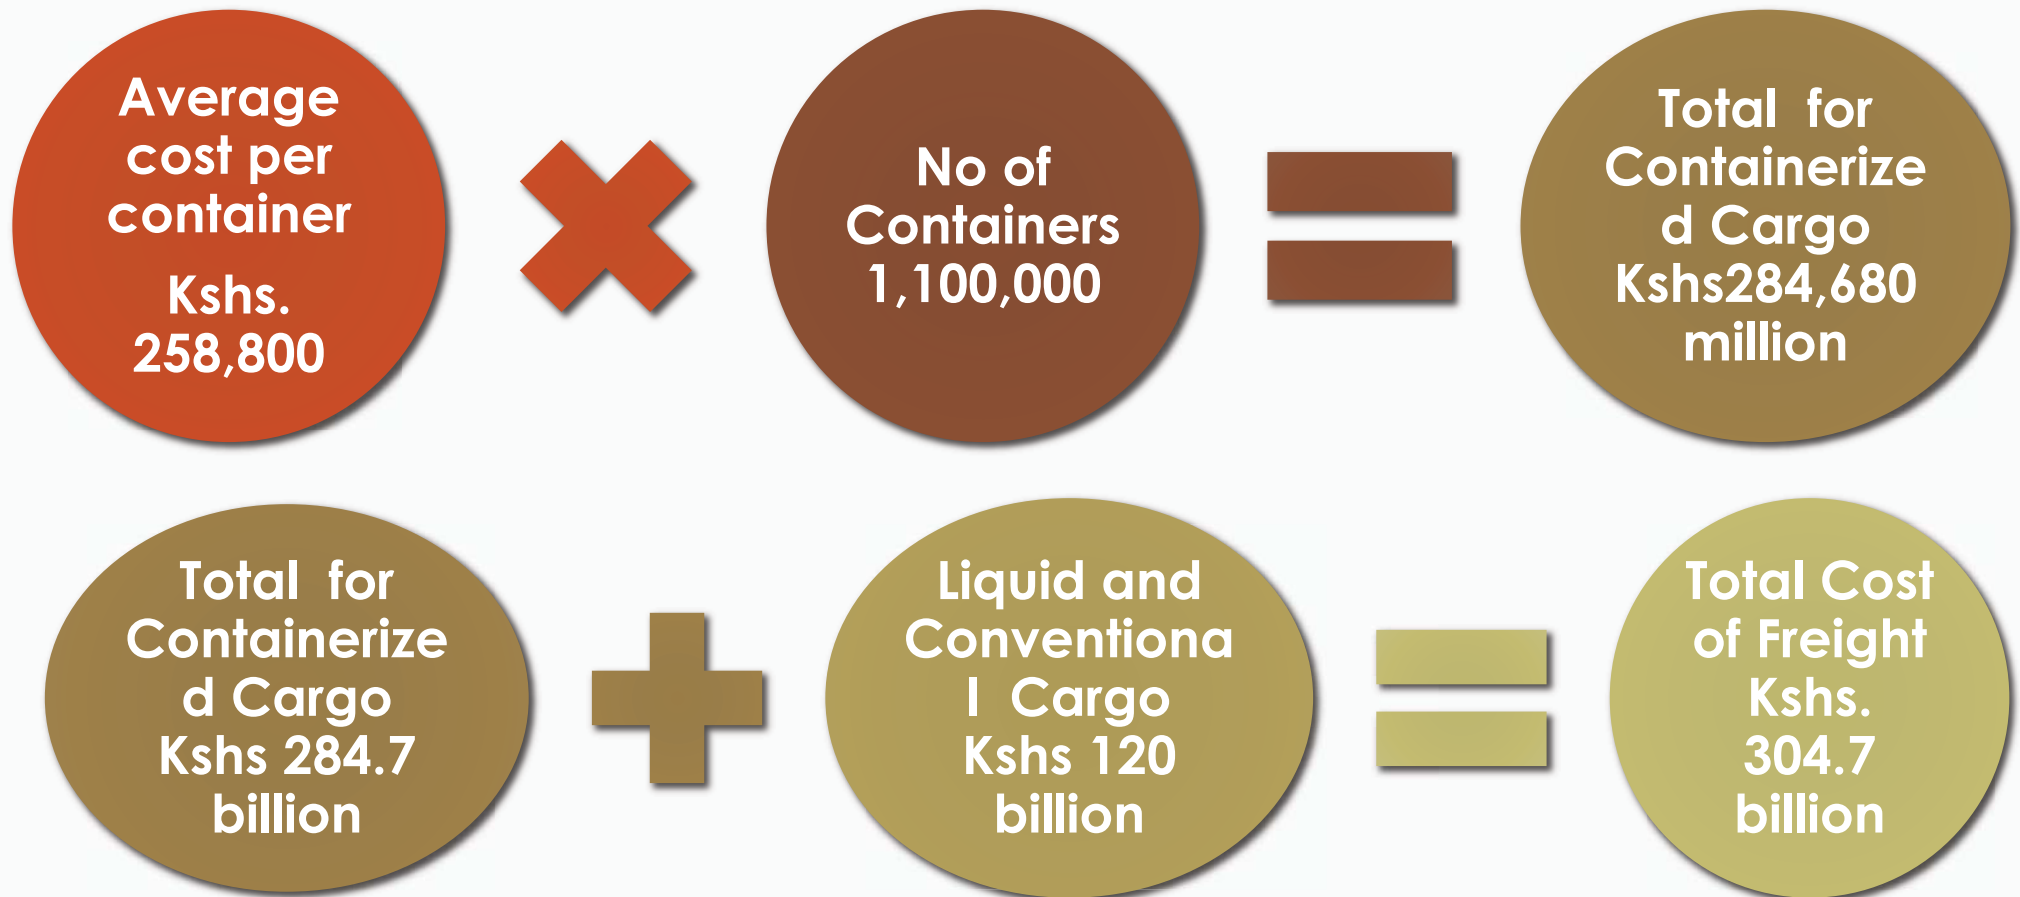 Average
cost per
container
Kshs.
258,800
No of
Containers
1,100,000
Total for
Containerize
d Cargo
Kshs284,680
million
Total for
Containerize
d Cargo
Kshs 284.7
billion
Liquid and
Conventiona
l Cargo
Kshs 120
billion
Total Cost
of Freight
Kshs.
304.7
billion